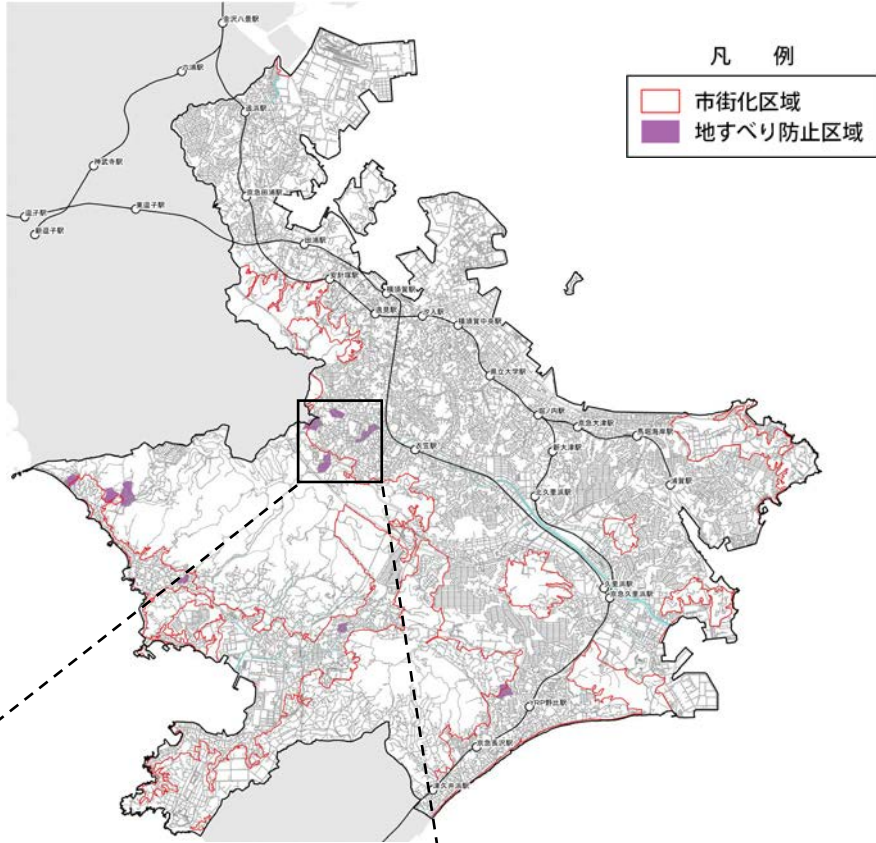 金沢八景駅
六浦駅
追浜駅
神武寺駅
京急田浦駅
逗子駅
東逗子駅
新逗子駅
田浦駅
安針塚駅
横須賀駅
逸見駅
汐入駅
横須賀中央駅
県立大学駅
堀ノ内駅
京急大津駅
馬堀海岸駅
衣笠駅
新大津駅
浦賀駅
北久里浜駅
久里浜駅
京急久里浜駅
YRP野比駅
京急長沢駅
津久井浜駅
凡 例
市街化区域
地すべり防止区域